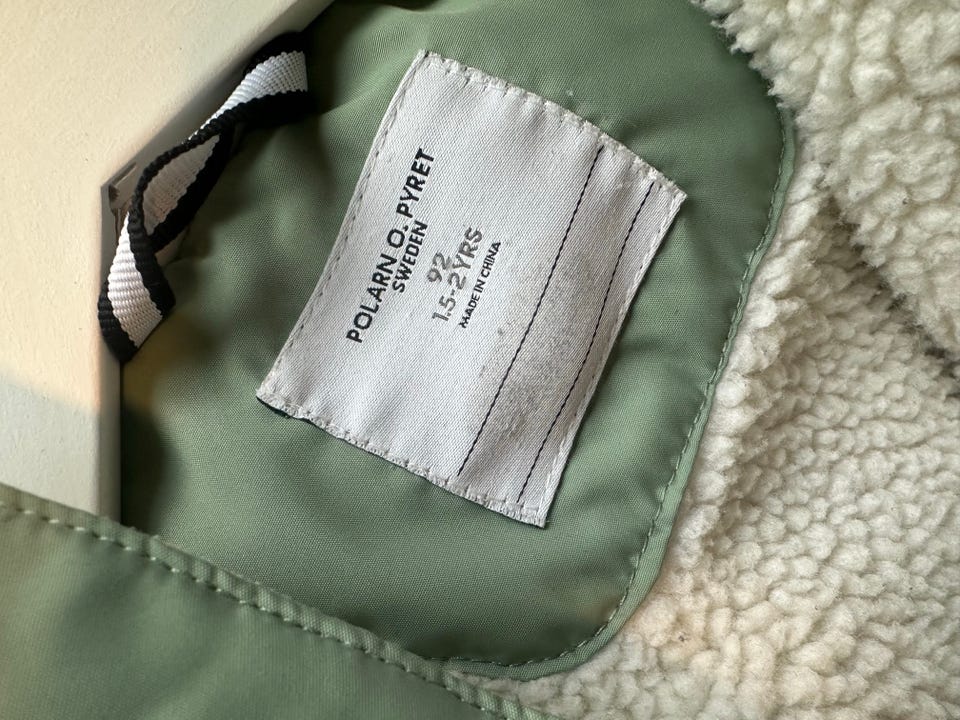 POLARN O. PYRET
SWEDEN
92
1.5-2YRS
MADE IN CHINA